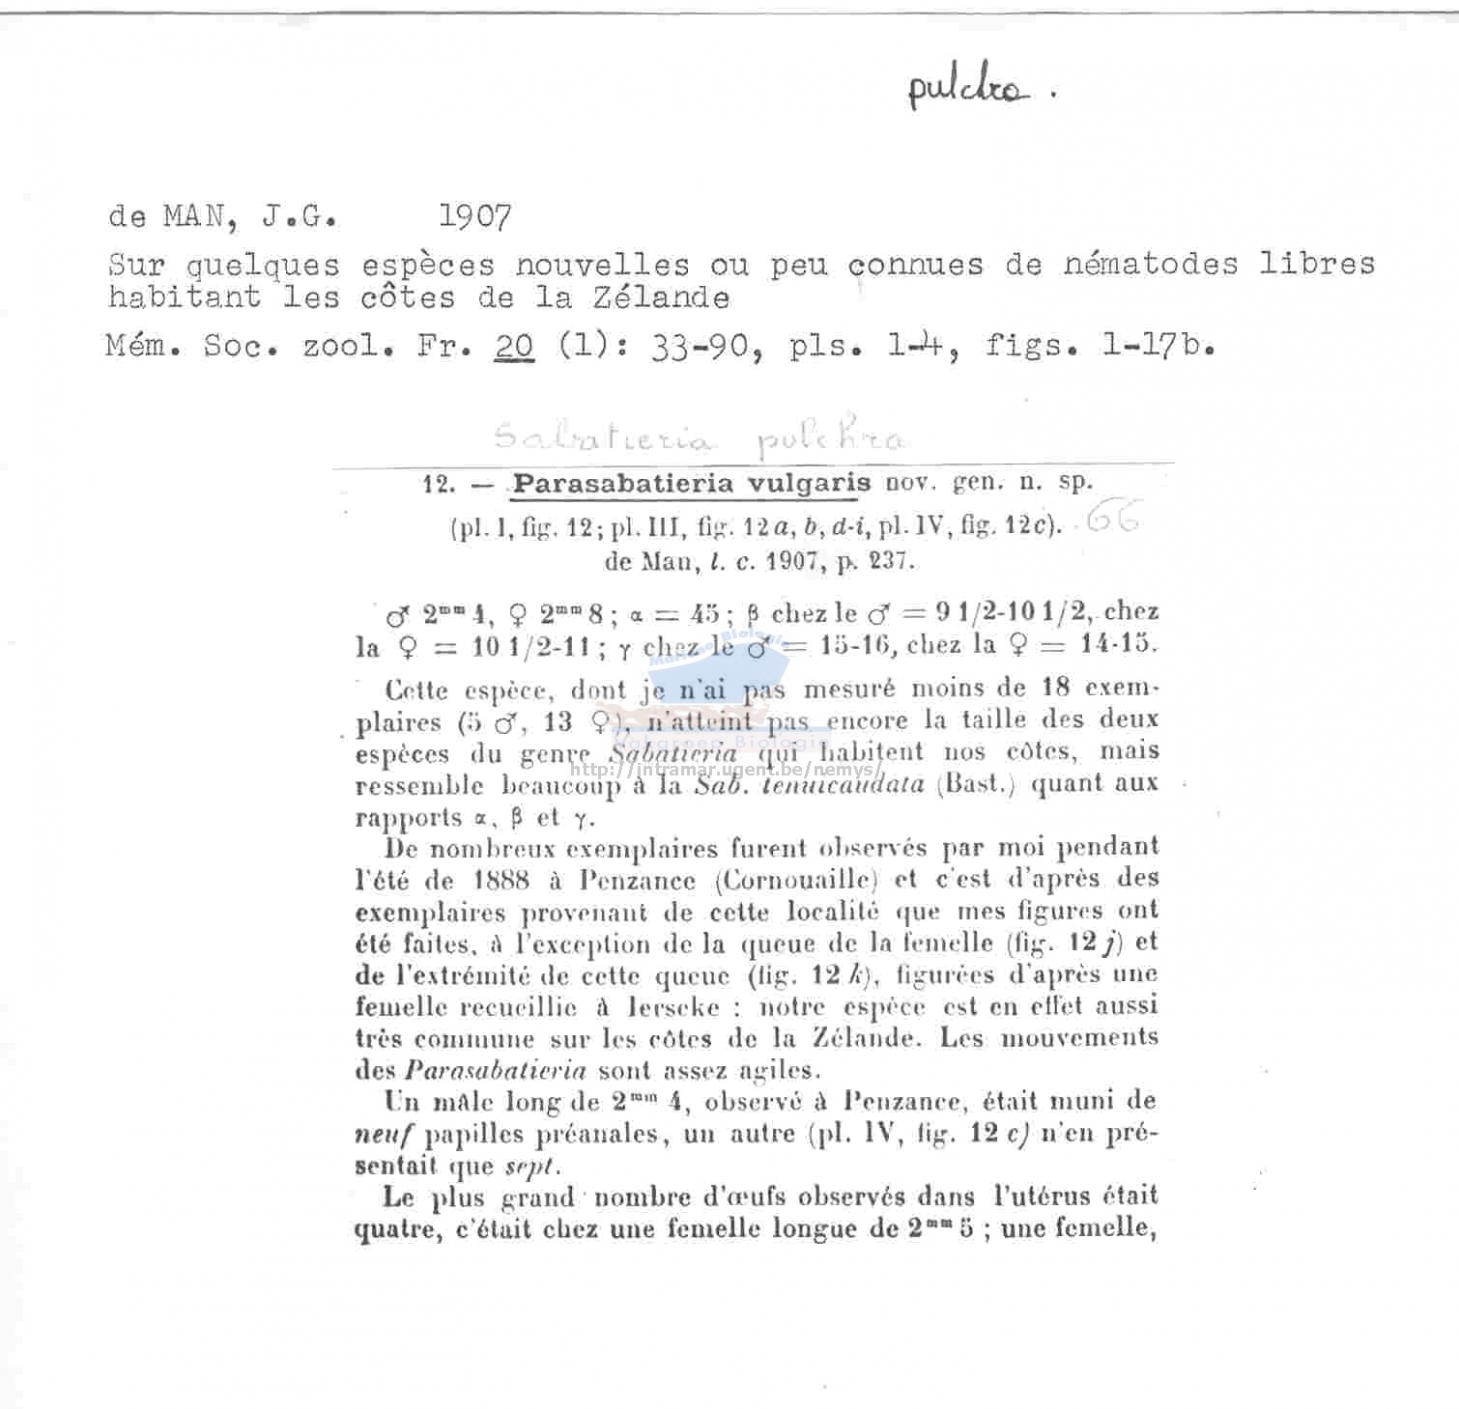 pulchra.
de MAN, J.G. 1907
Sur quelques espèces nouvelles ou peu connues de nématodes libres
habitant les côtes de la Zélande
Mém. Soc. zool. Fr. 20 (1): 33-90, pls. 1-4, figs. 1-17b.
Sabatieria pulchra
12. — Parasabatieria vulgaris nov. gen. n. sp.
(pl. I, fig. 12; pl. III, fig. 12 a, b, d-i, pl. IV, fig. 12 c). 66
de Man, l. c. 1907, p. 237.
♂ 2mm 4, ♀ 2mm 8 ; α = 45 ; β chez le ♂ = 9 1/2-10 1/2, chez
la ♀ = 10 1/2-11 ; γ chez le ♂ = 15-16, chez la ♀ = 14-15.
Cette espèce, dont je n'ai pas mesuré moins de 18 exem-
plaires (5 ♂, 13 ♀), n'atteint pas encore la taille des deux
espèces du genre Sabatieria qui habitent nos côtes, mais
ressemble beaucoup à la Sab. tenuicaudata (Bast.) quant aux
rapports α, β et γ.
De nombreux exemplaires furent observés par moi pendant
l'été de 1888 à Penzance (Cornouaille) et c'est d'après des
exemplaires provenant de cette localité que mes figures ont
été faites, à l'exception de la queue de la femelle (fig. 12 j) et
de l'extrémité de cette queue (fig. 12 k), figurées d'après une
femelle recueillie à Ierseke : notre espèce est en effet aussi
très commune sur les côtes de la Zélande. Les mouvements
des Parasabatieria sont assez agiles.
Un mâle long de 2mm 4, observé à Penzance, était muni de
neuf papilles préanales, un autre (pl. IV, fig. 12 c) n'en pré-
sentait que sept.
Le plus grand nombre d'œufs observés dans l'utérus était
quatre, c'était chez une femelle longue de 2mm 5 ; une femelle,
Mariene Biologie
Vakgroep Biologie
http://intramar.ugent.be/nemys/